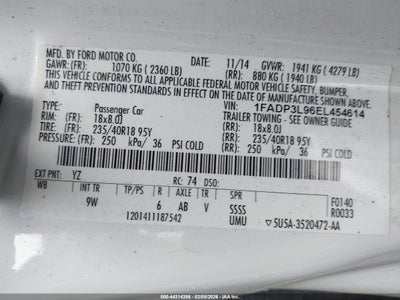 MFD. BY FORD MOTOR CO. 11/14 GVWR: 1941 KG ( 4279 LB)
GAWR: (FR) 1070 KG ( 2360 LB) (RR) 880 KG ( 1940 LB)
THIS VEHICLE CONFORMS TO ALL APPLICABLE FEDERAL MOTOR VEHICLE SAFETY, BUMPER,
AND THEFT PREVENTION STANDARDS IN EFFECT ON THE DATE OF MANUFACTURE SHOWN ABOVE.
VIN: 1FADP3L96EL454614
TYPE: Passenger Car TRAILER TOWING - SEE OWNER GUIDE
RIM: (FR) 18x8.0J (RR) 18x8.0J
TIRE: (FR) 235/40R18 95Y (RR) 235/40R18 95Y
PRESSURE: (FR) 250 kPa/ 36 PSI COLD (RR) 250 kPa/ 36 PSI COLD
EXT PNT: YZ RC: 74 DSO:
WB INT TR TP/PS R AXLE TR SPR F0140
9W 6 AB V SSSS R0033
1201411187542 UMU 5U5A-3520472-AA
000-44314388 - 02/09/2026 - IAAI.COM